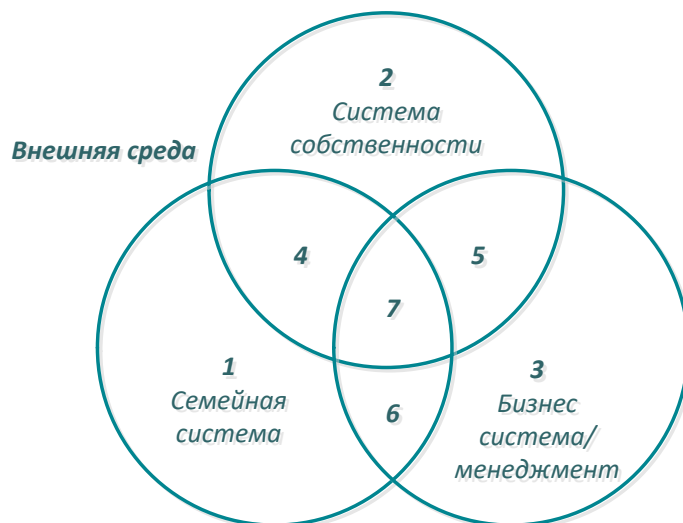 2
Система
собственности
Внешняя среда
4
5
7
1
Семейная
система
6
3
Бизнес
система/
менеджмент